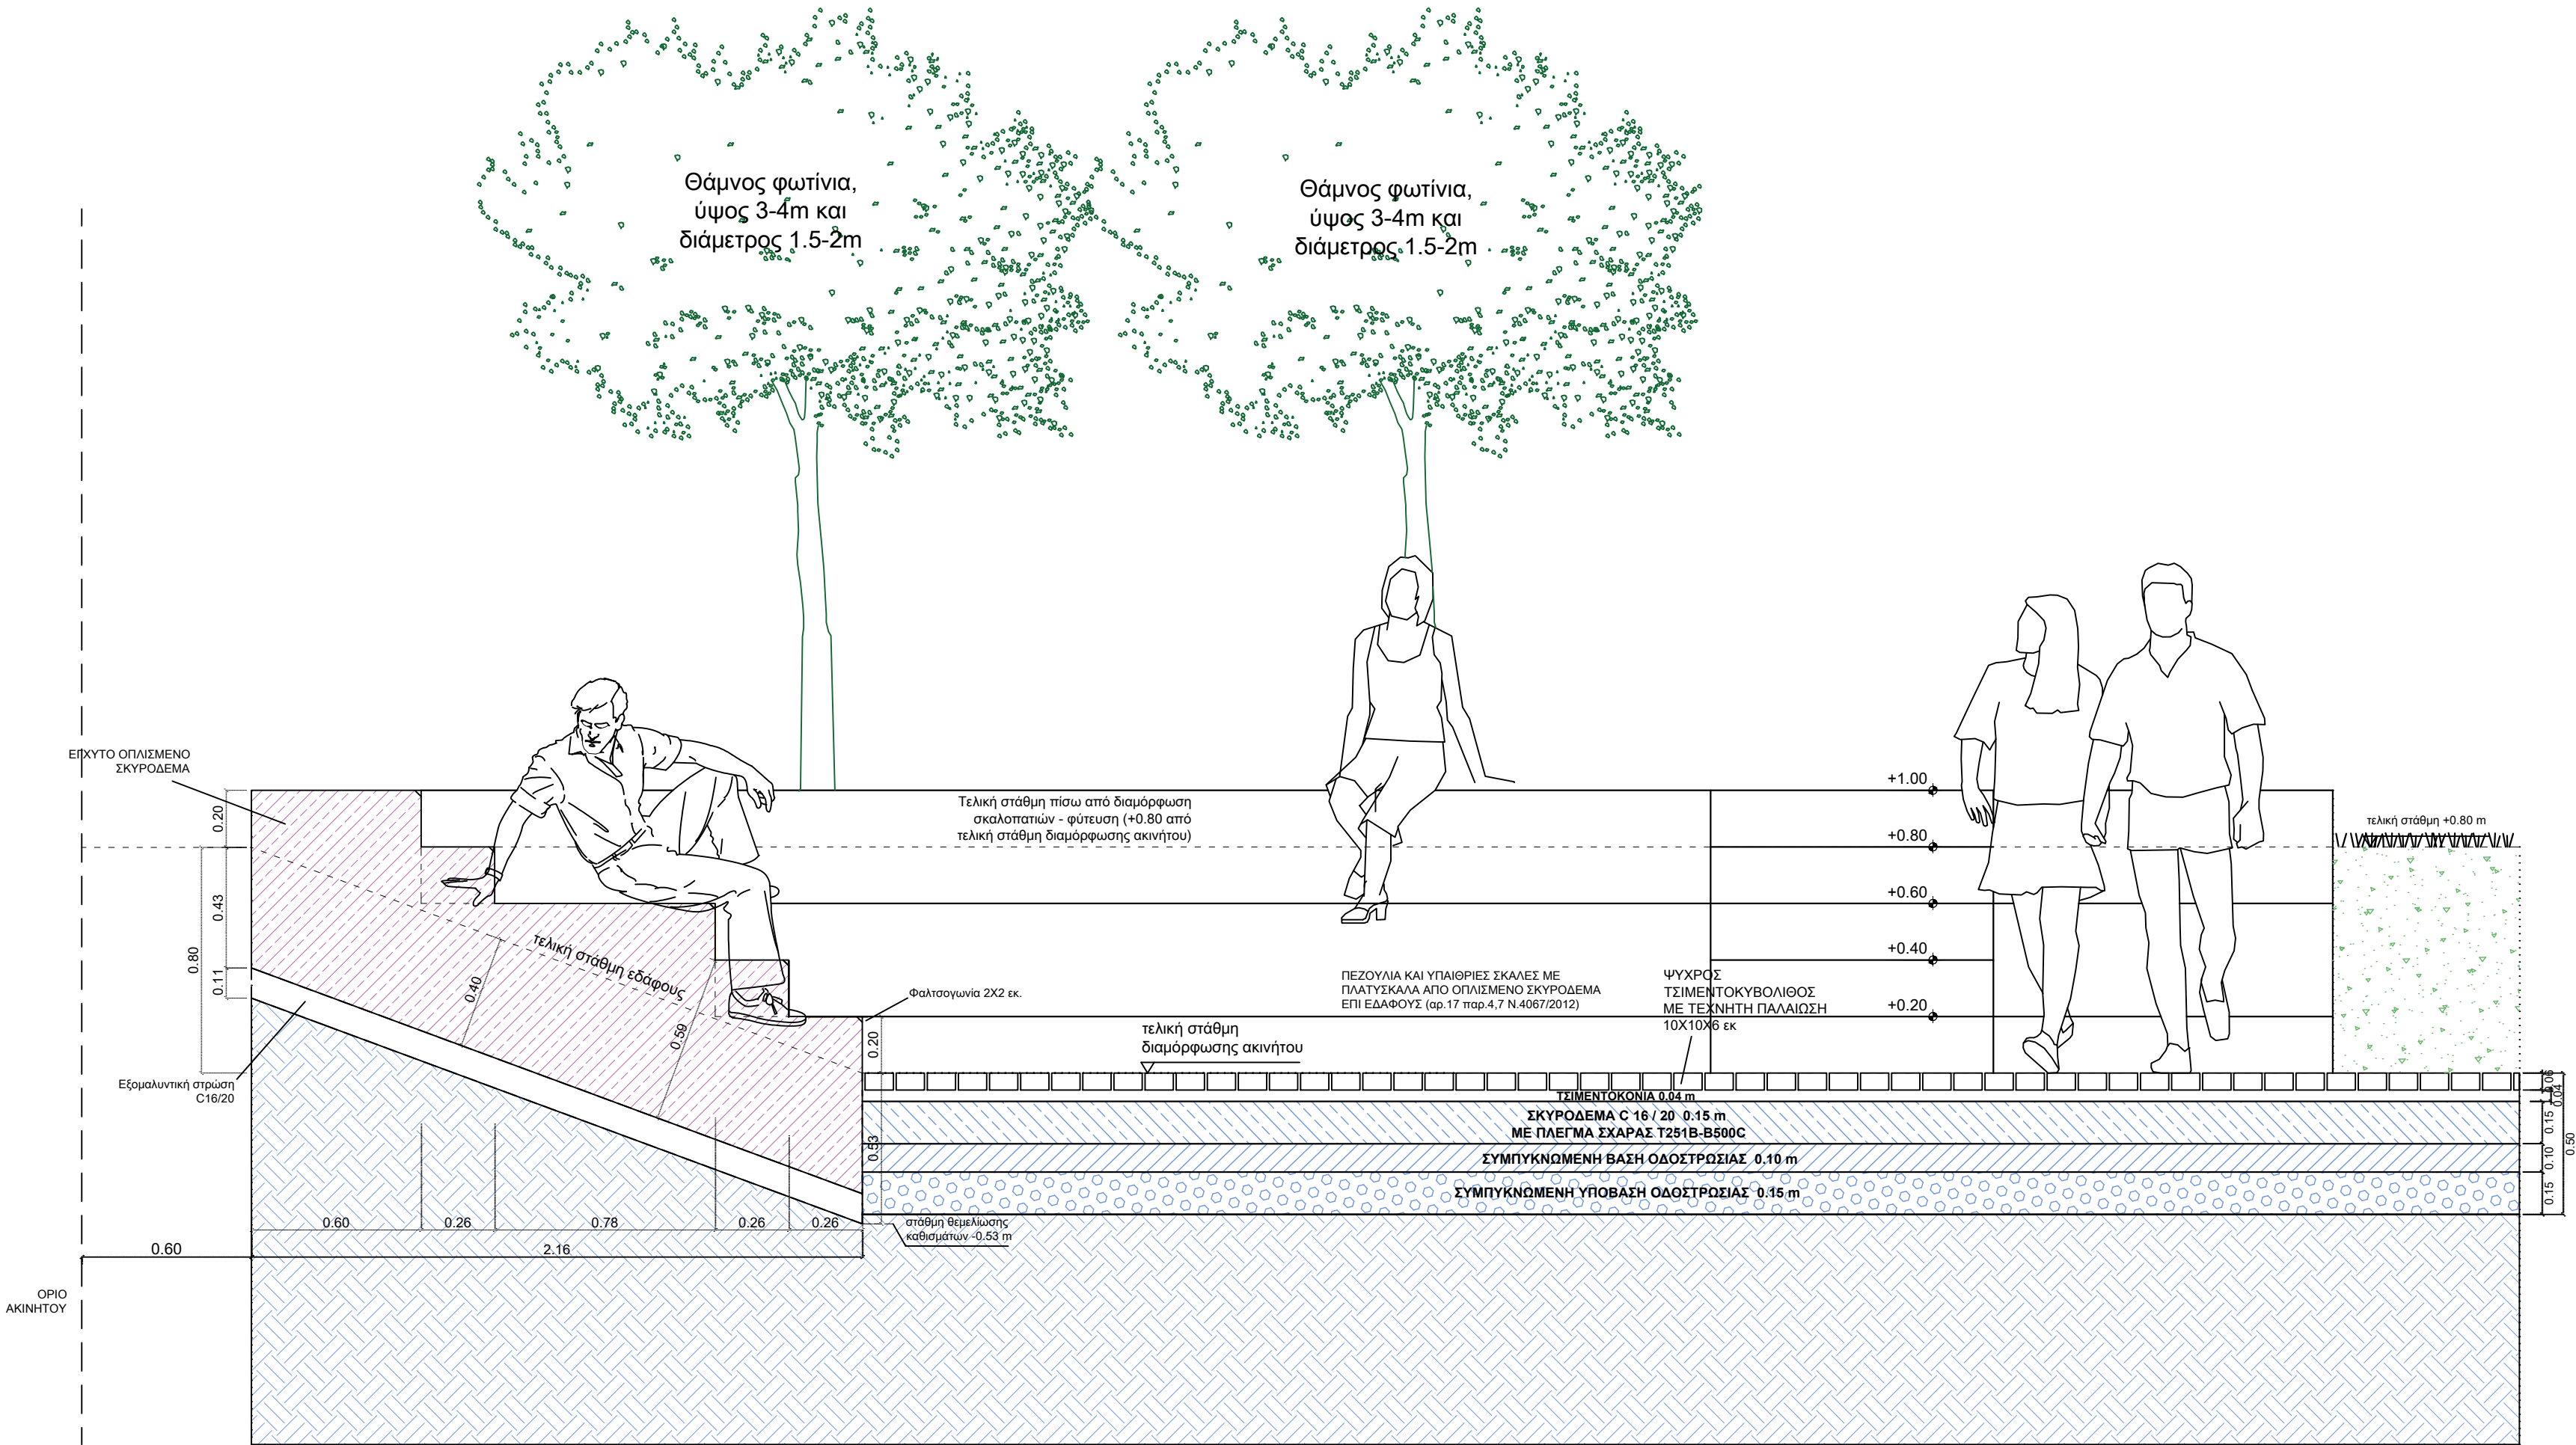 Θάμνος φωτίνια,
ύψος 3-4m και
διάμετρος 1.5-2m
Θάμνος φωτίνια,
ύψος 3-4m και
διάμετρος 1.5-2m
ΕΓΧΥΤΟ ΟΠΛΙΣΜΕΝΟ
ΣΚΥΡΟΔΕΜΑ
0.20
0.43
0.80
0.11
Τελική στάθμη πίσω από διαμόρφωση
σκαλοπατιών - φύτευση (+0.80 από
τελική στάθμη διαμόρφωσης ακινήτου)
+1.00
+0.80
+0.60
+0.40
+0.20
τελική στάθμη +0.80 m
τελική στάθμη εδάφους
0.40
0.59
Φαλτσογωνία 2Χ2 εκ.
ΠΕΖΟΥΛΙΑ ΚΑΙ ΥΠΑΙΘΡΙΕΣ ΣΚΑΛΕΣ ΜΕ
ΠΛΑΤΥΣΚΑΛΑ ΑΠΟ ΟΠΛΙΣΜΕΝΟ ΣΚΥΡΟΔΕΜΑ
ΕΠΙ ΕΔΑΦΟΥΣ (αρ.17 παρ.4,7 Ν.4067/2012)
ΨΥΧΡΟΣ
ΤΣΙΜΕΝΤΟΚΥΒΟΛΙΘΟΣ
ΜΕ ΤΕΧΝΗΤΗ ΠΑΛΑΙΩΣΗ
10Χ10Χ6 εκ
τελική στάθμη
διαμόρφωσης ακινήτου
0.20
0.53
Εξομαλυντική στρώση
C16/20
ΤΣΙΜΕΝΤΟΚΟΝΙΑ 0.04 m
ΣΚΥΡΟΔΕΜΑ C 16 / 20 0.15 m
ΜΕ ΠΛΕΓΜΑ ΣΧΑΡΑΣ T251B-B500C
ΣΥΜΠΥΚΝΩΜΕΝΗ ΒΑΣΗ ΟΔΟΣΤΡΩΣΙΑΣ 0.10 m
ΣΥΜΠΥΚΝΩΜΕΝΗ ΥΠΟΒΑΣΗ ΟΔΟΣΤΡΩΣΙΑΣ 0.15 m
0.06
0.04
0.15
0.10
0.15
0.50
0.60
0.26
0.78
0.26
0.26
στάθμη θεμελίωσης
καθισμάτων -0.53 m
0.60
2.16
ΟΡΙΟ
ΑΚΙΝΗΤΟΥ